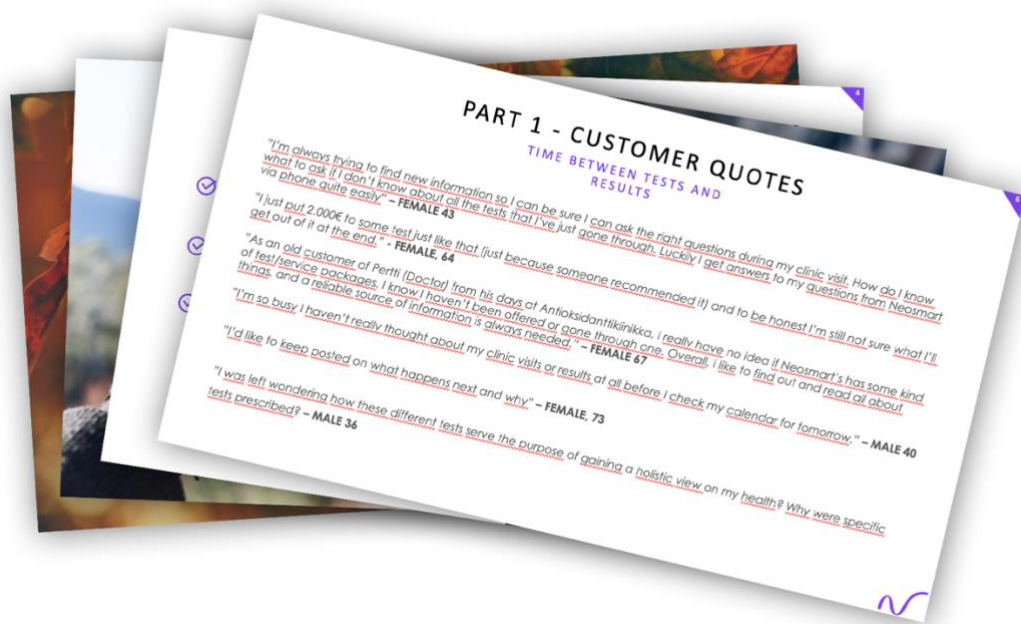 4
6
PART 1 - CUSTOMER QUOTES
TIME BETWEEN TESTS AND
RESULTS
"I'm always trying to find new information so I can be sure I can ask the right questions during my clinic visit. How do I know
what to ask if I don't know about all the tests that I've just gone through. Luckily I get answers to my questions from Neosmart
via phone quite easily" – FEMALE 43
"I just put 2.000€ to some test just like that (just because someone recommended it) and to be honest I'm still not sure what I'll
get out of it at the end." - FEMALE, 64
"As an old customer of Pertti (Doctor) from his days at Antioksidanttikiinikka, i really have no idea if Neosmart's has some kind
of test/service packages. I know I haven't been offered or gone through one. Overall, i like to find out and read all about
things, and a reliable source of information is always needed." – FEMALE 67
"I'm so busy I haven't really thought about my clinic visits or results at all before I check my calendar for tomorrow." – MALE 40
"I'd like to keep posted on what happens next and why" – FEMALE, 73
"I was left wondering how these different tests serve the purpose of gaining a holistic view on my health? Why were specific
tests prescribed? – MALE 36